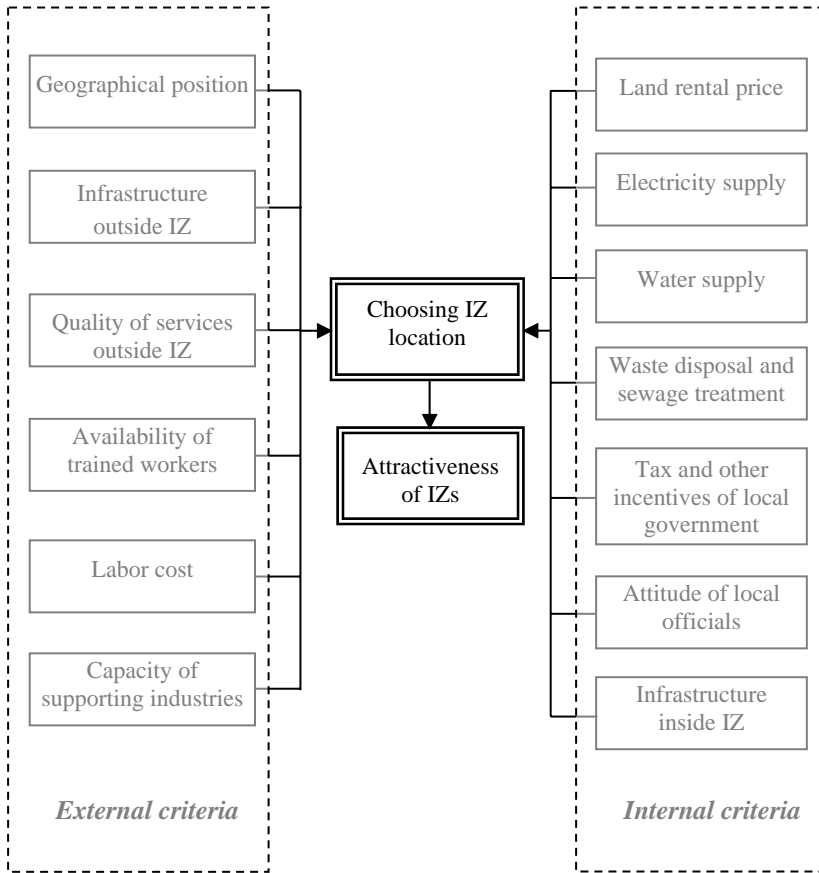 Geographical position
Infrastructure
outside IZ
Quality of services
outside IZ
Availability of
trained workers
Labor cost
Capacity of
supporting industries
External criteria
Choosing IZ
location
Attractiveness
of IZs
Land rental price
Electricity supply
Water supply
Waste disposal and
sewage treatment
Tax and other
incentives of local
government
Attitude of local
officials
Infrastructure
inside IZ
Internal criteria